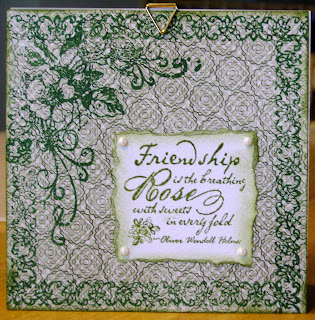 Friendship
is the breathing
Rose
with sweets
in every fold
Oliver Wendell Holmes